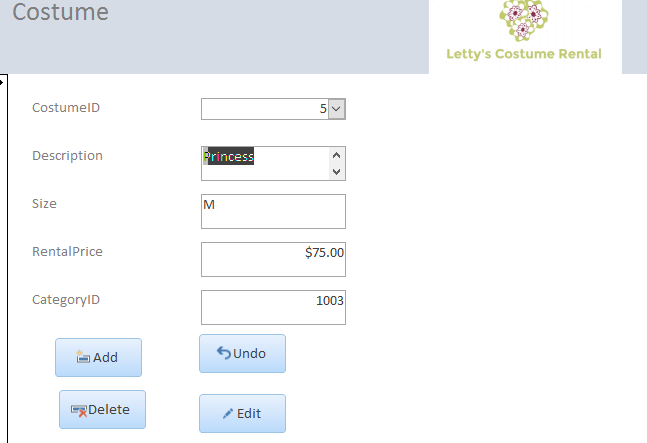 Costume
Letty's Costume Rental
CostumeID 5
Description Princess
Size M
RentalPrice $75.00
CategoryID 1003
Add Undo
Delete Edit